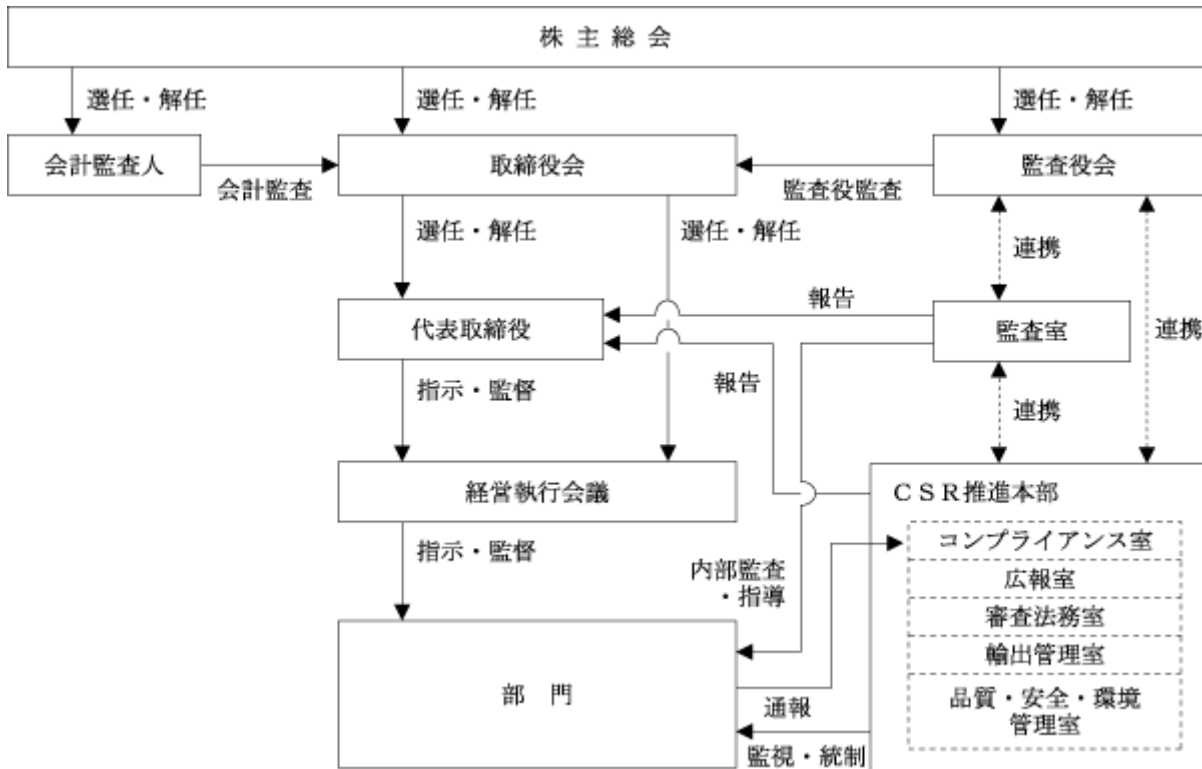 株主総会
選任・解任
選任・解任
選任・解任
会計監査人
取締役会
監査役会
会計監査
監査役監査
選任・解任
選任・解任
連携
報告
代表取締役
監査室
連携
報告
指示・監督
連携
経営執行会議
CSR推進本部
指示・監督
コンプライアンス室
内部監査
・指導
広報室
審査法務室
輸出管理室
部門
品質・安全・環境
管理室
通報
監視・統制